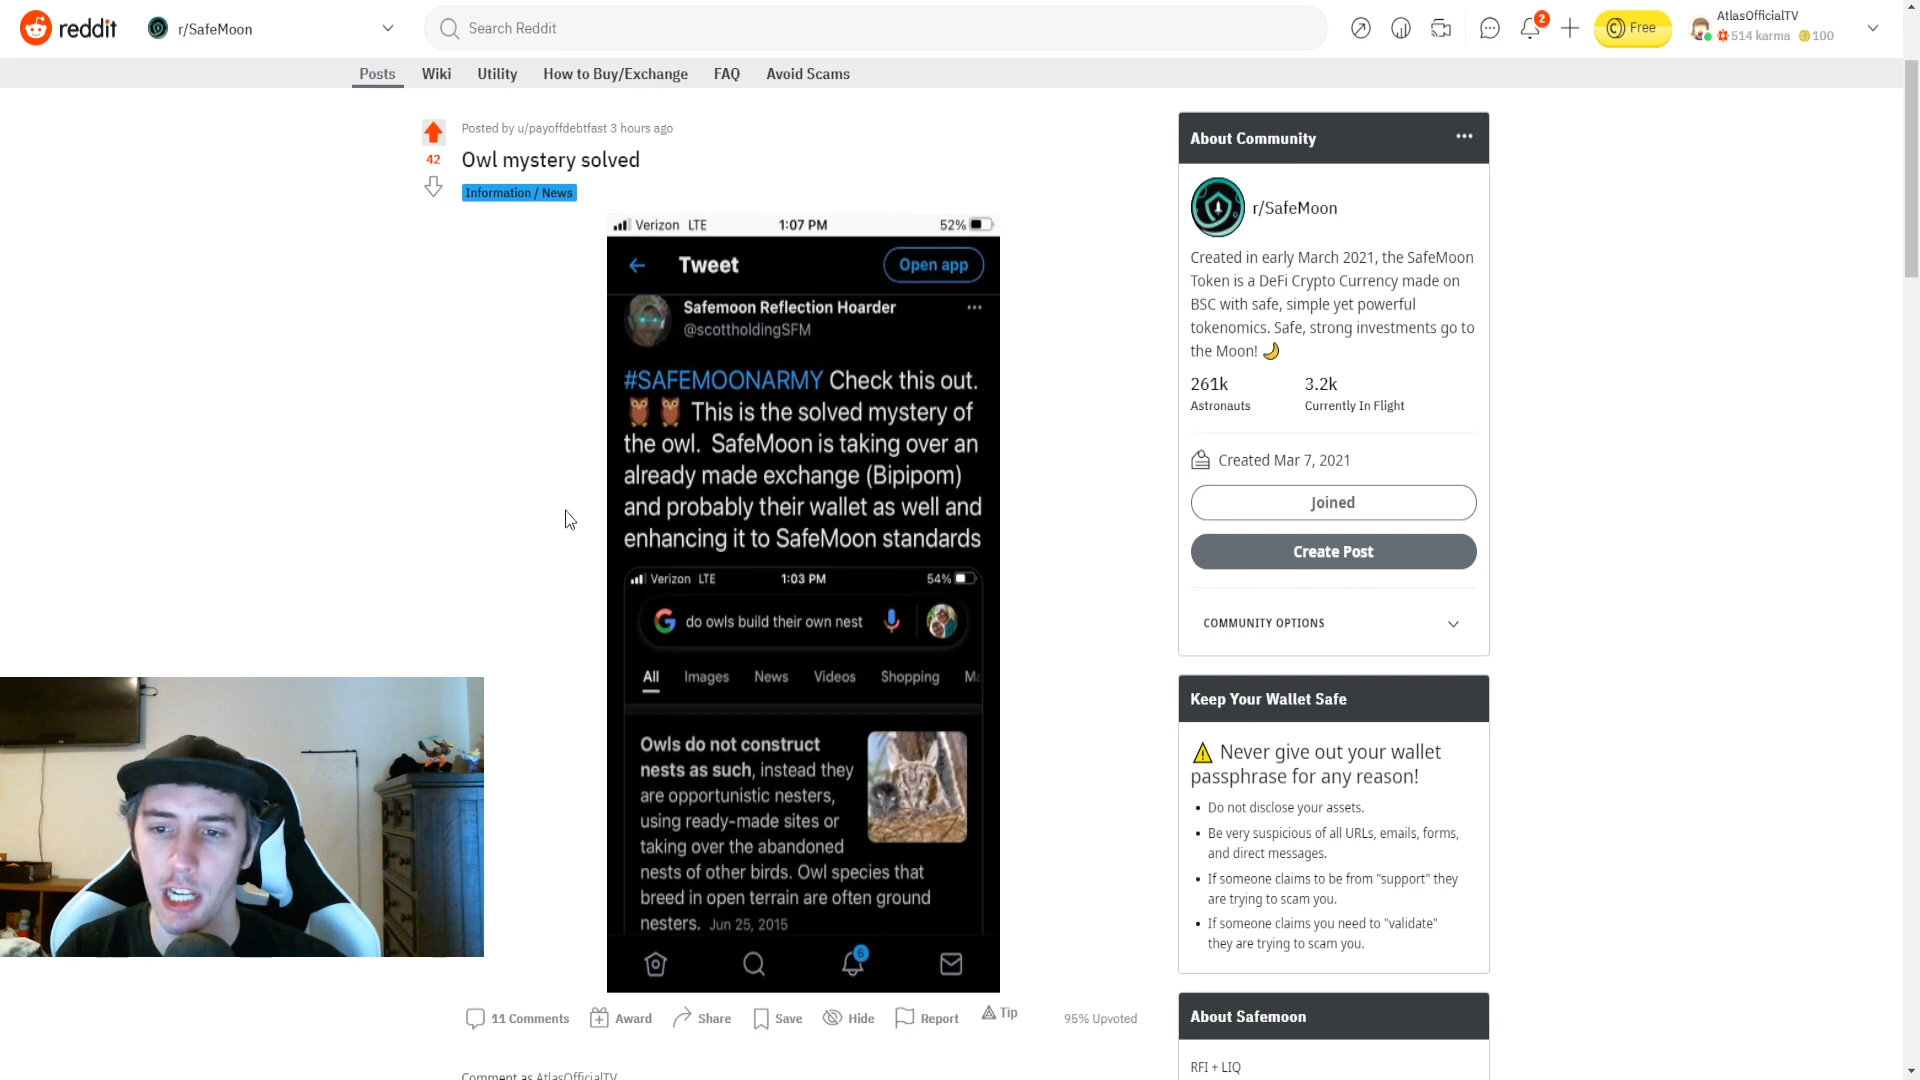 reddit
r/SafeMoon
Search Reddit
2
Free
AtlasOfficialTV
514 karma 100
Posts Wiki Utility How to Buy/Exchange FAQ Avoid Scams
Posted by u/payoffdebtfast 3 hours ago
42
Owl mystery solved
Information / News
Verizon LTE 1:07 PM 52%
Tweet
Open app
Safemoon Reflection Hoarder
@scottholdingSFM
#SAFEMOONARMY Check this out.
This is the solved mystery of
the owl. SafeMoon is taking over an
already made exchange (Bipipom)
and probably their wallet as well and
enhancing it to SafeMoon standards
Verizon LTE 1:03 PM 54%
do owls build their own nest
All Images News Videos Shopping Ma
Owls do not construct
nests as such, instead they
are opportunistic nesters,
using ready-made sites or
taking over the abandoned
nests of other birds. Owl species that
breed in open terrain are often ground
nesters. Jun 25, 2015
6
11 Comments Award Share Save Hide Report Tip 95% Upvoted
Comment as AtlasOfficialTV
About Community
r/SafeMoon
Created in early March 2021, the SafeMoon
Token is a DeFi Crypto Currency made on
BSC with safe, simple yet powerful
tokenomics. Safe, strong investments go to
the Moon!
261k 3.2k
Astronauts Currently In Flight
Created Mar 7, 2021
Joined
Create Post
COMMUNITY OPTIONS
Keep Your Wallet Safe
Never give out your wallet
passphrase for any reason!
• Do not disclose your assets.
• Be very suspicious of all URLs, emails, forms,
and direct messages.
• If someone claims to be from "support" they
are trying to scam you.
• If someone claims you need to "validate"
they are trying to scam you.
About Safemoon
RFI + LIQ